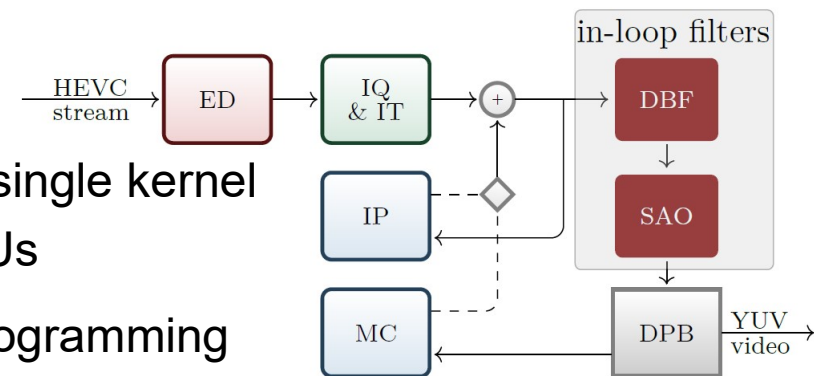 in-loop filters
HEVC
stream
ED
IQ
& IT
+
DBF
single kernel
IP
SAO
Us
MC
DPB
YUV
video
ogramming